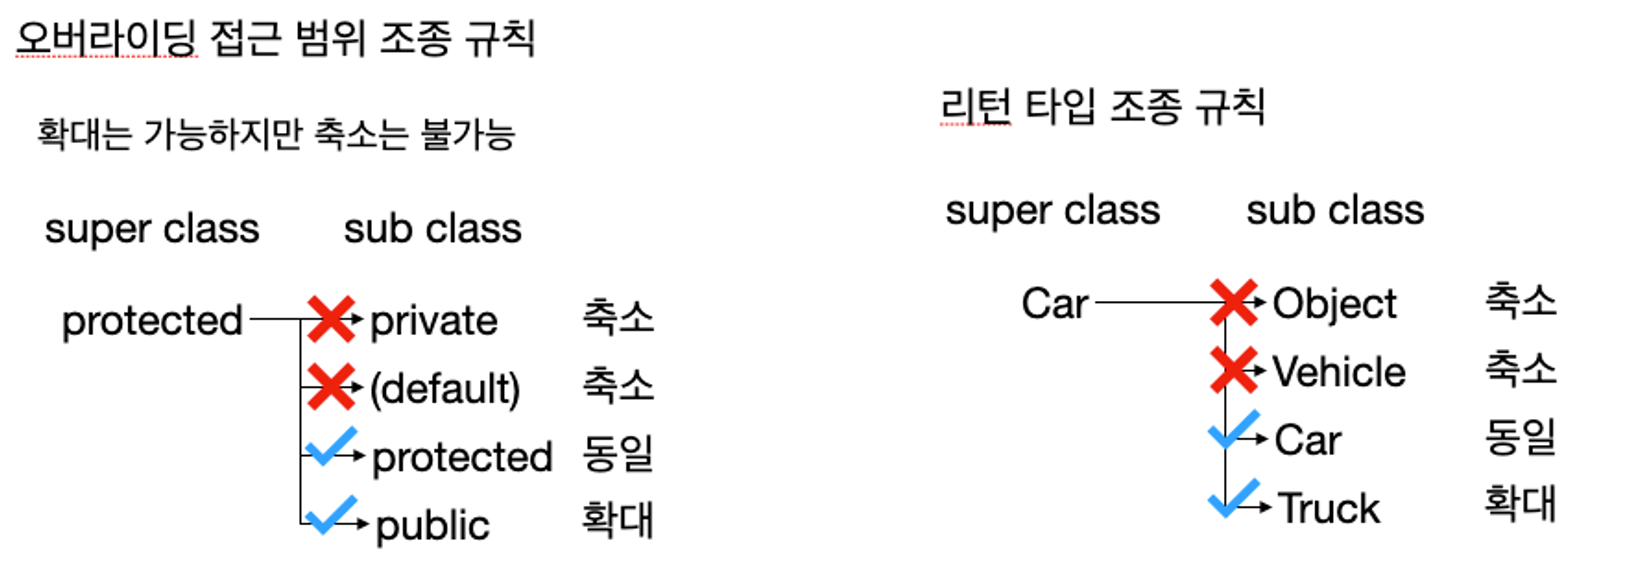 오버라이딩 접근 범위 조종 규칙
확대는 가능하지만 축소는 불가능
super class sub class
protected private 축소
(default) 축소
protected 동일
public 확대
리턴 타입 조종 규칙
super class sub class
Car Object 축소
Vehicle 축소
Car 동일
Truck 확대